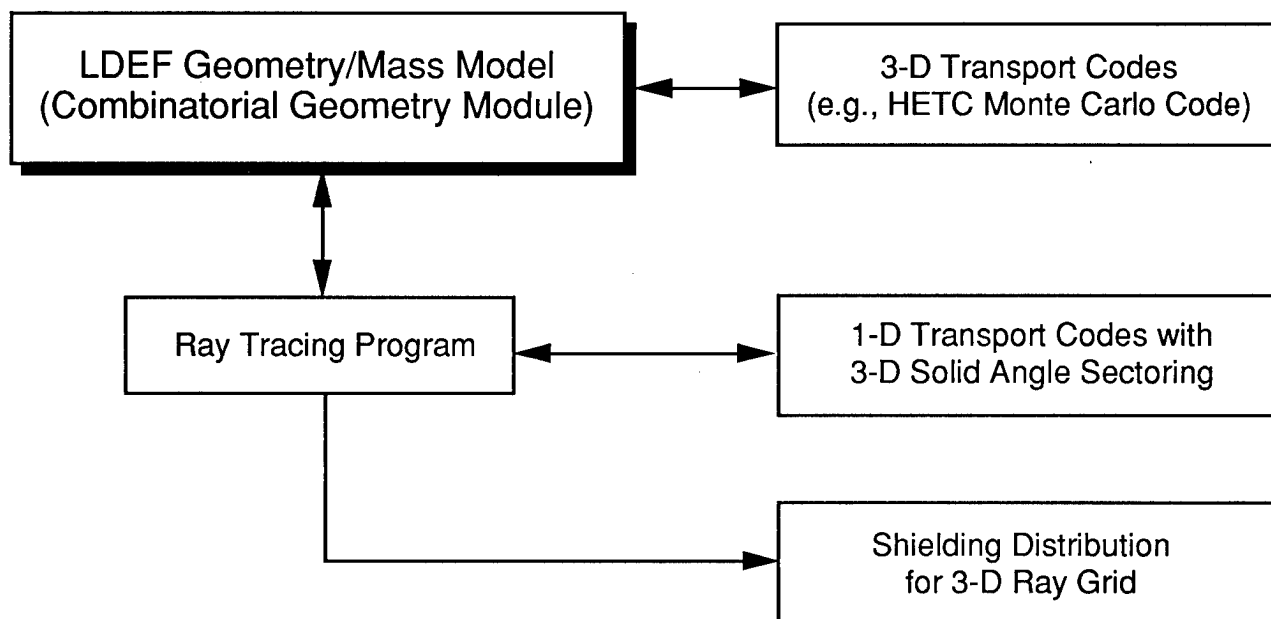 LDEF Geometry/Mass Model
(Combinatorial Geometry Module)
3-D Transport Codes
(e.g., HETC Monte Carlo Code)
Ray Tracing Program
1-D Transport Codes with
3-D Solid Angle Sectoring
Shielding Distribution
for 3-D Ray Grid